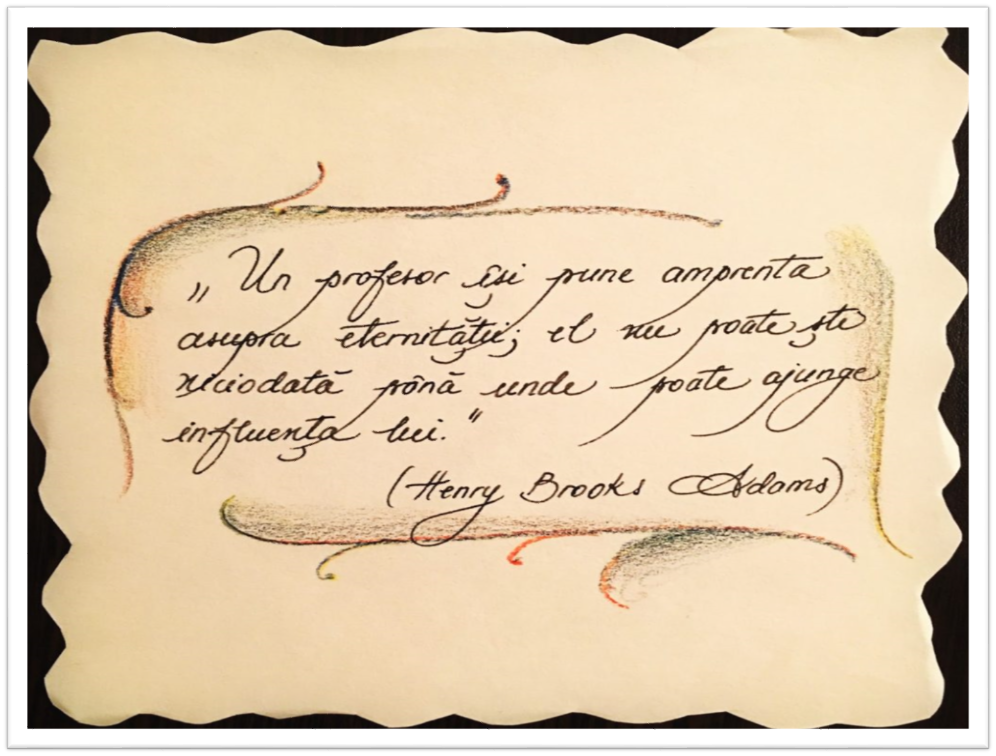 „Un profesor își pune amprenta
asupra eternității; el nu poate ști
niciodată până unde poate ajunge
influența lui."
(Henry Brooks Adams)